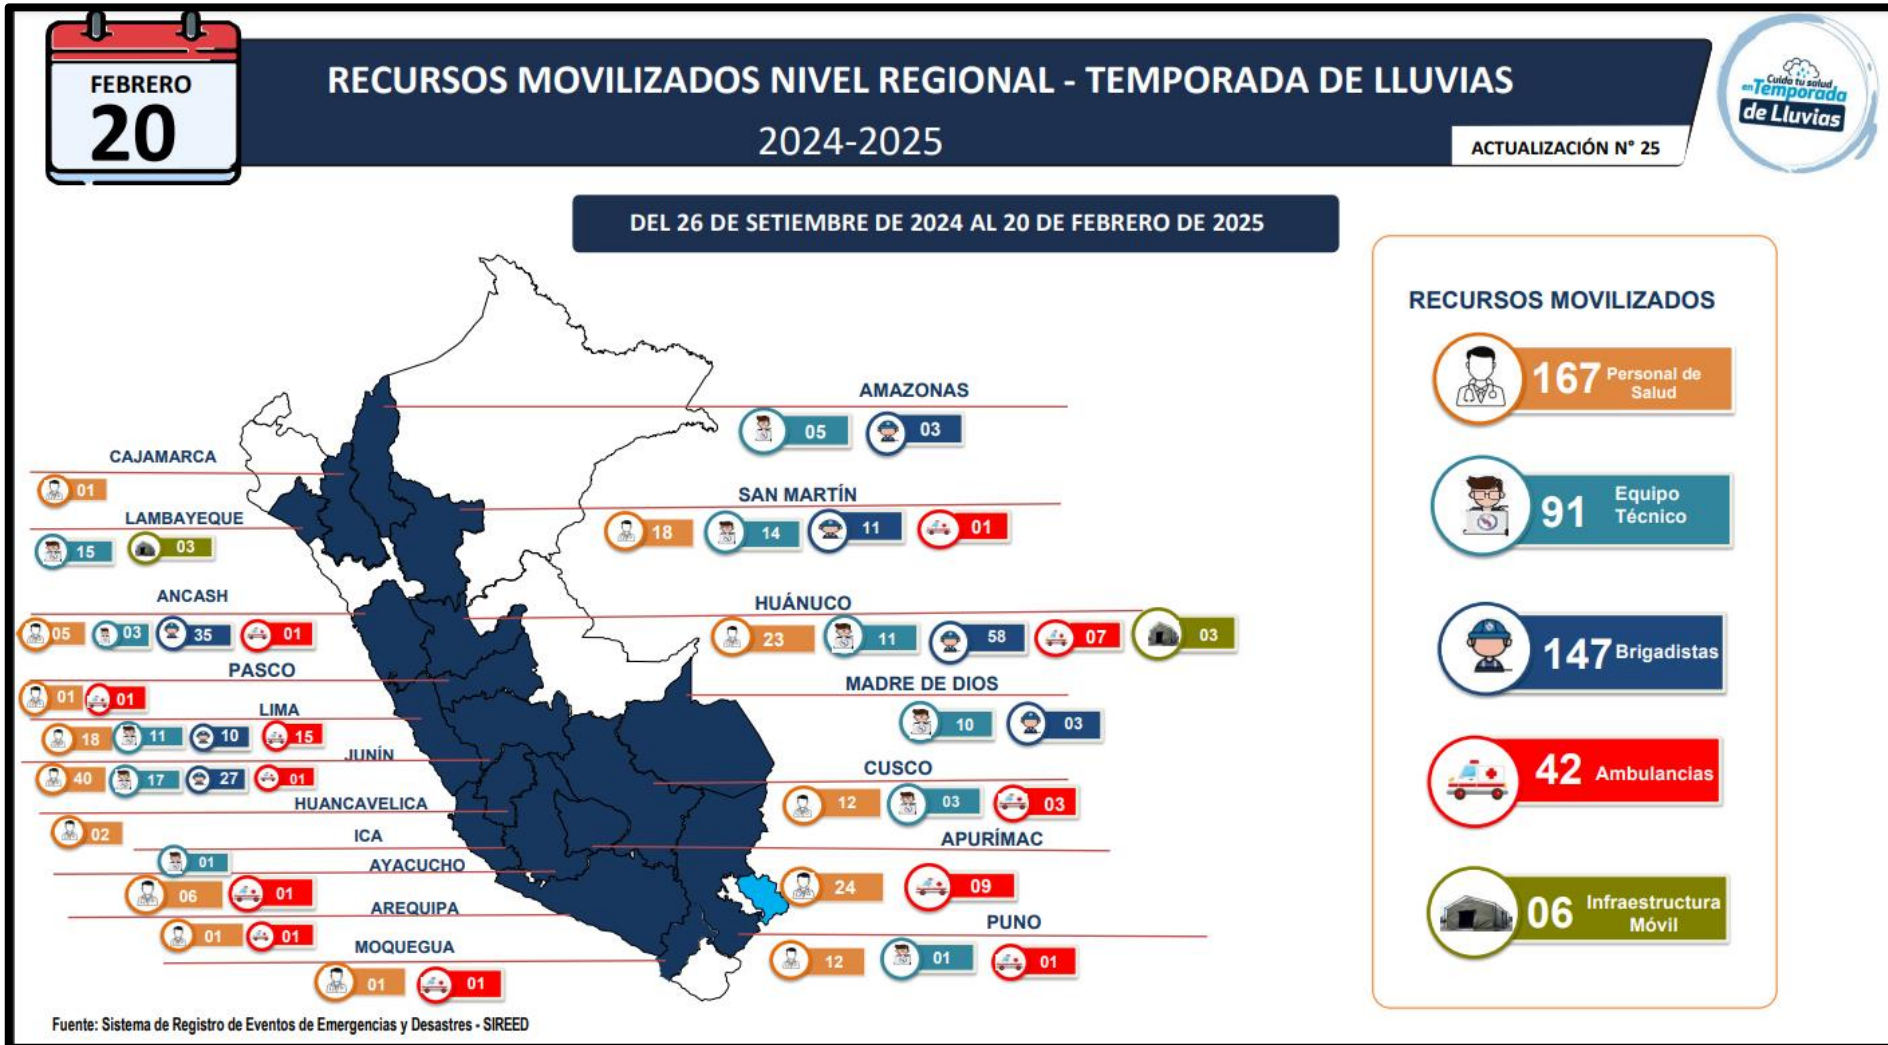 FEBRERO
20
RECURSOS MOVILIZADOS NIVEL REGIONAL - TEMPORADA DE LLUVIAS
2024-2025
ACTUALIZACIÓN N° 25
Cuida tu salud
en Temporada
de Lluvias
DEL 26 DE SETIEMBRE DE 2024 AL 20 DE FEBRERO DE 2025
CAJAMARCA
01
LAMBAYEQUE
15 03
ANCASH
05 03 35 01
PASCO
01 01
LIMA
18 11 10 15
JUNÍN
40 17 27 01
HUANCAVELICA
02
ICA
01
AYACUCHO
06 01
AREQUIPA
01 01
MOQUEGUA
01 01
AMAZONAS
05 03
SAN MARTÍN
18 14 11 01
HUÁNUCO
23 11 58 07 03
MADRE DE DIOS
10 03
CUSCO
12 03 03
APURÍMAC
24 09
PUNO
12 01 01
RECURSOS MOVILIZADOS
167 Personal de
Salud
91 Equipo
Técnico
147 Brigadistas
42 Ambulancias
06 Infraestructura
Móvil
Fuente: Sistema de Registro de Eventos de Emergencias y Desastres - SIREED